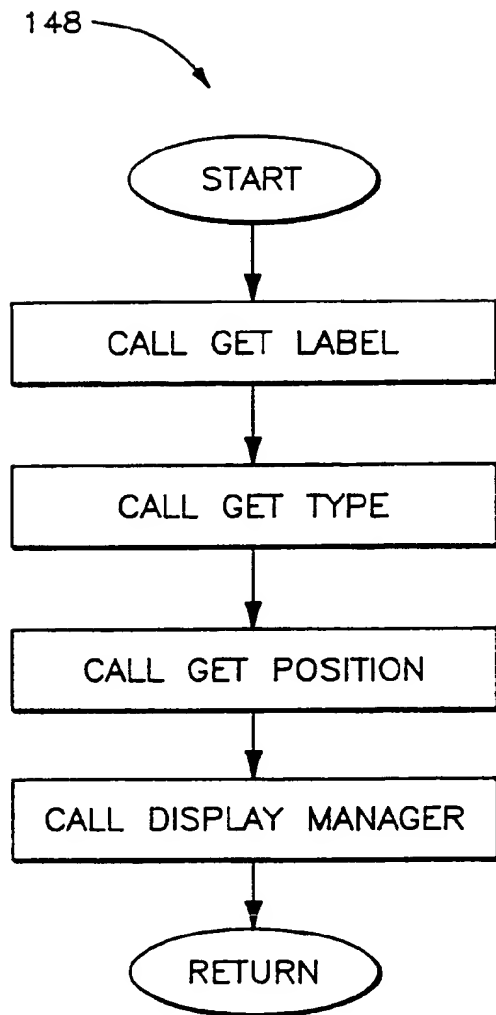 148
START
CALL GET LABEL
CALL GET TYPE
CALL GET POSITION
CALL DISPLAY MANAGER
RETURN